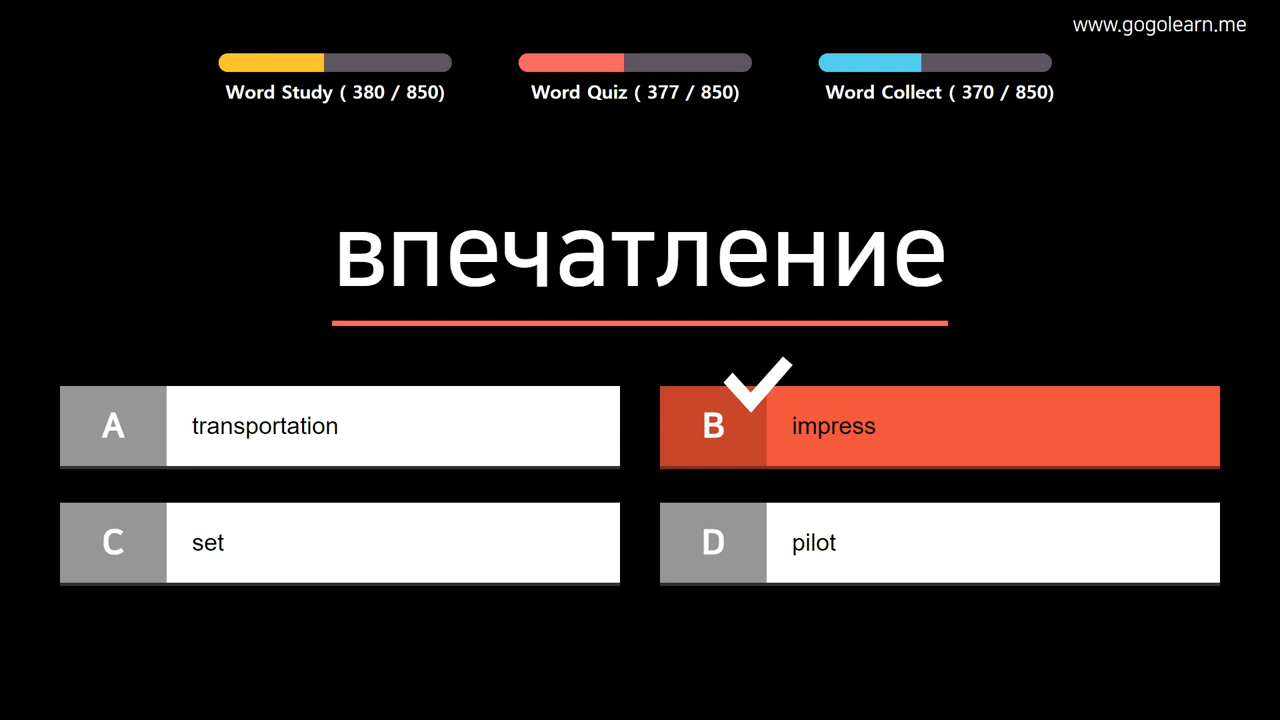 www.gogolearn.me
Word Study ( 380 / 850)
Word Quiz ( 377 / 850)
Word Collect ( 370 / 850)
впечатление
A transportation
B impress
C set
D pilot